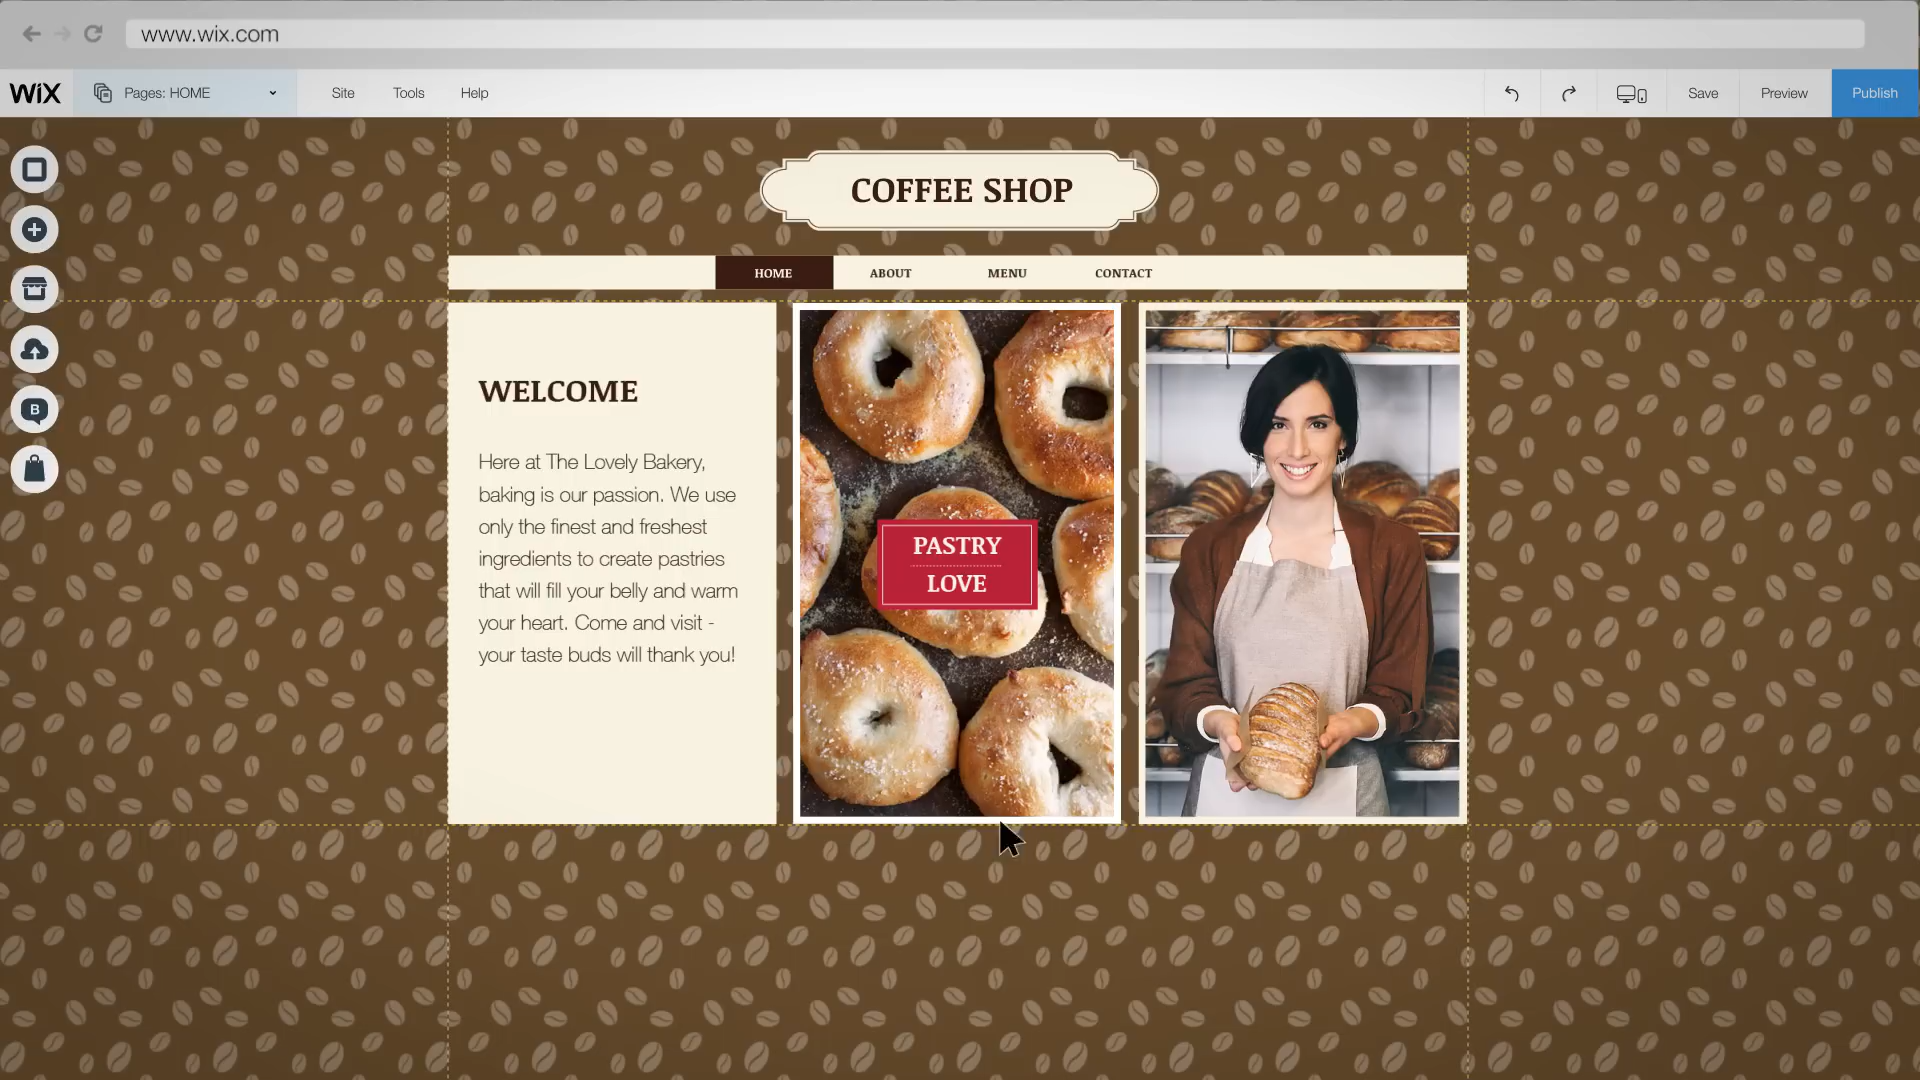 www.wix.com
WiX
Pages: HOME
Site
Tools
Help
Save
Preview
Publish
COFFEE SHOP
HOME
ABOUT
MENU
CONTACT
WELCOME
Here at The Lovely Bakery,
baking is our passion. We use
only the finest and freshest
ingredients to create pastries
that will fill your belly and warm
your heart. Come and visit -
your taste buds will thank you!
PASTRY
LOVE
B